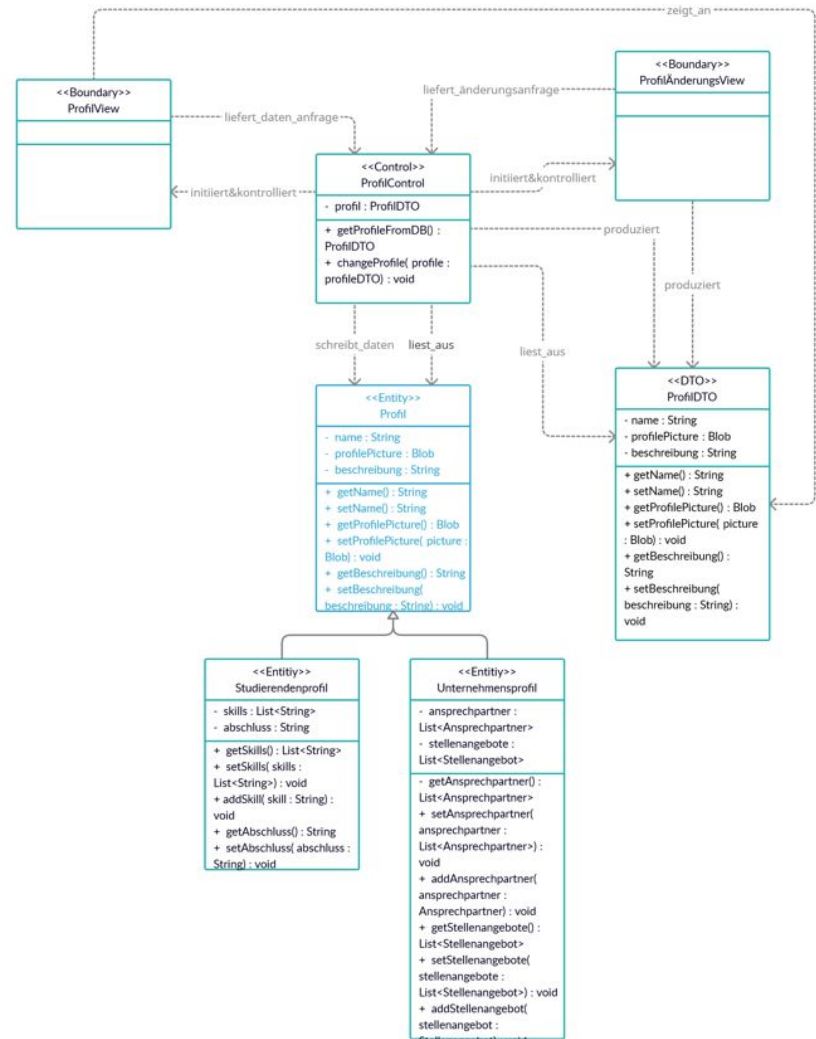 zeigt_an
<<Boundary>>
ProfilView
<<Boundary>>
ProfilÄnderungsView
liefert_daten_anfrage
liefert_änderungsanfrage
<<Control>>
ProfilControl
- profil : ProfilDTO
+ getProfileFromDB() :
ProfilDTO
+ changeProfile( profile :
profileDTO) : void
initiiert&kontrolliert
initiiert&kontrolliert
produziert
produziert
schreibt_daten
liest_aus
liest_aus
<<Entity>>
Profil
- name : String
- profilePicture : Blob
- beschreibung : String
+ getName() : String
+ setName() : String
+ getProfilePicture() : Blob
+ setProfilePicture( picture :
Blob) : void
+ getBeschreibung() : String
+ setBeschreibung(
beschreibung : String) : void
<<DTO>>
ProfilDTO
- name : String
- profilePicture : Blob
- beschreibung : String
+ getName() : String
+ setName() : String
+ getProfilePicture() : Blob
+ setProfilePicture( picture
: Blob) : void
+ getBeschreibung() :
String
+ setBeschreibung(
beschreibung : String) :
void
<<Entitiy>>
Studierendenprofil
- skills : List<String>
- abschluss : String
+ getSkills() : List<String>
+ setSkills( skills :
List<String>) : void
+ addSkill( skill : String) :
void
+ getAbschluss() : String
+ setAbschluss( abschluss :
String) : void
<<Entitiy>>
Unternehmensprofil
- ansprechpartner :
List<Ansprechpartner>
- stellenangebote :
List<Stellenangebot>
- getAnsprechpartner() :
List<Ansprechpartner>
+ setAnsprechpartner(
ansprechpartner :
List<Ansprechpartner>) :
void
+ addAnsprechpartner(
ansprechpartner :
Ansprechpartner) : void
+ getStellenangebote() :
List<Stellenangebot>
+ setStellenangebote(
stellenangebote :
List<Stellenangebot>) : void
+ addStellenangebot(
stellenangebot :